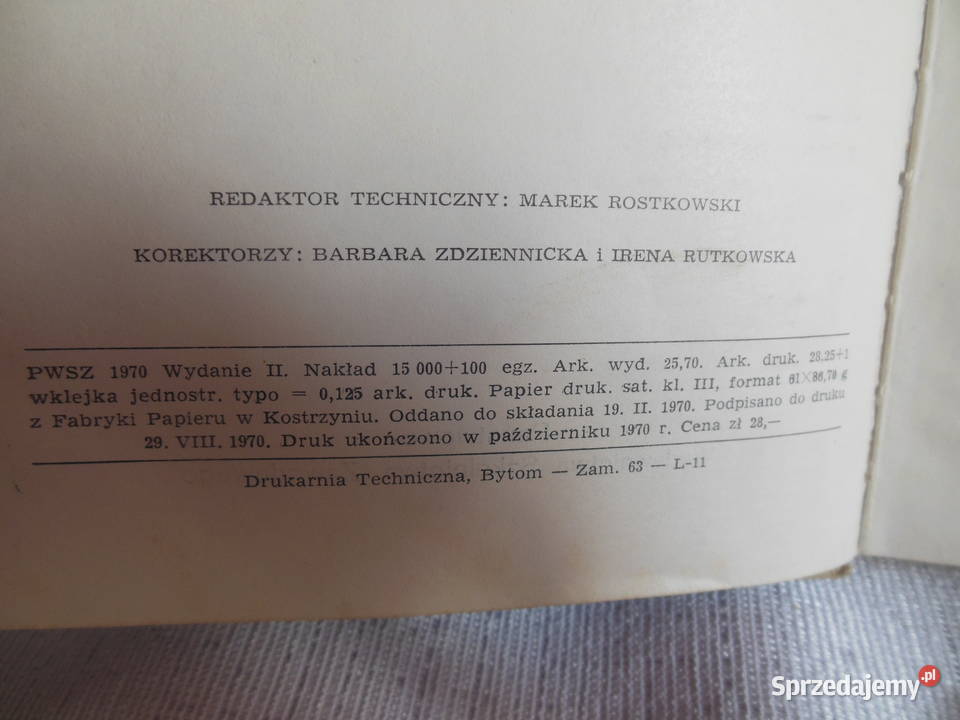 REDAKTOR TECHNICZNY: MAREK ROSTKOWSKI
KOREKTORZY: BARBARA ZDZIENNICKA i IRENA RUTKOWSKA
PWSZ 1970 Wydanie II. Nakład 15 000+100 egz. Ark. wyd. 25,70. Ark. druk. 28,25+1
wklejka jednostr. typo = 0,125 ark. druk. Papier druk. sat. kl. III, format 61×86,70 g
z Fabryki Papieru w Kostrzyniu. Oddano do składania 19. II. 1970. Podpisano do druku
29. VIII. 1970. Druk ukończono w październiku 1970 r. Cena zł 28,—
Drukarnia Techniczna, Bytom — Zam. 63 — L-11
Sprzedajemy.pl